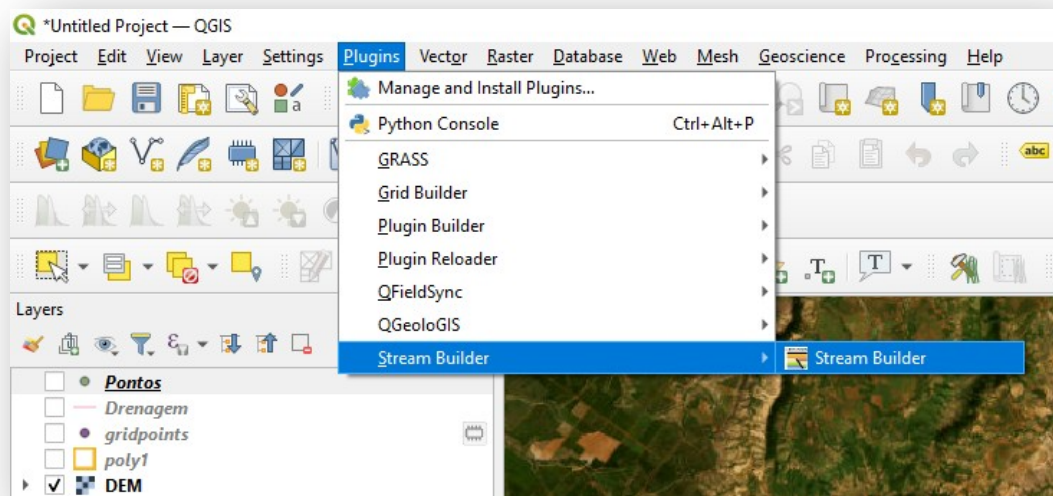 *Untitled Project — QGIS
Project Edit View Layer Settings Plugins Vector Raster Database Web Mesh Geoscience Processing Help
Manage and Install Plugins...
Python Console Ctrl+Alt+P
GRASS
Grid Builder
Plugin Builder
Plugin Reloader
QFieldSync
QGeoloGIS
Stream Builder Stream Builder
abc
a
T
T
Layers
Pontos
Drenagem
gridpoints
poly1
DEM